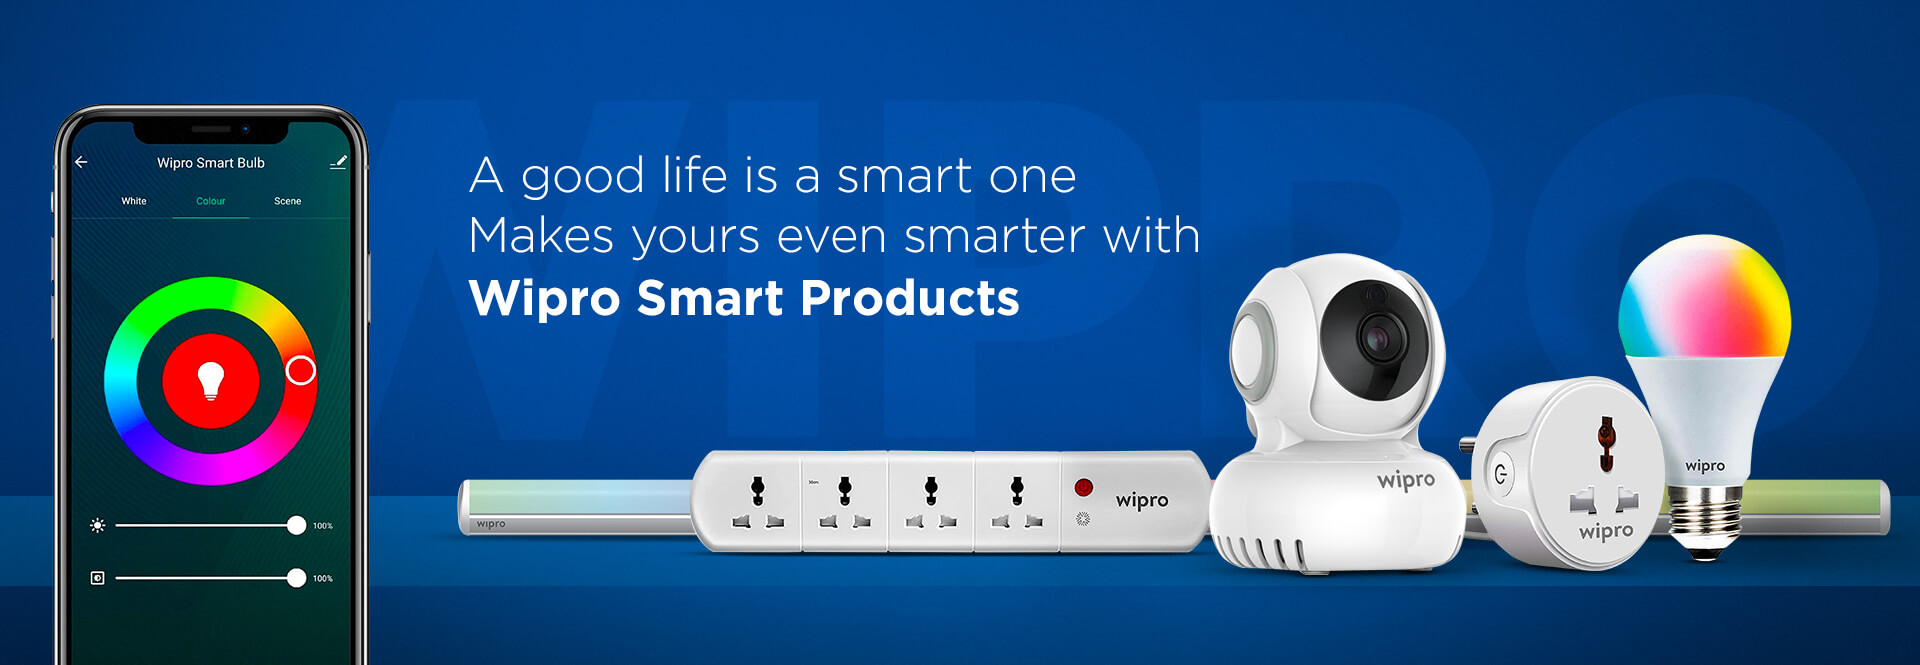 WIPRO
Wipro Smart Bulb
White Colour Scene
100%
100%
A good life is a smart one
Makes yours even smarter with
Wipro Smart Products
wipro
wipro
wipro
wipro
wipro